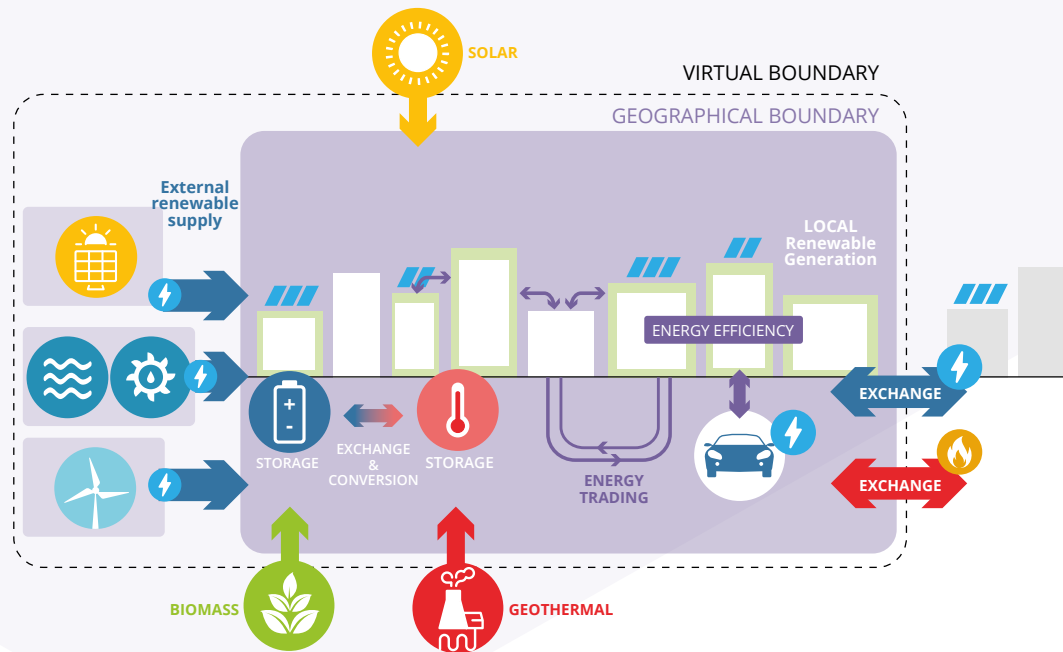 SOLAR
VIRTUAL BOUNDARY
GEOGRAPHICAL BOUNDARY
External
renewable
supply
LOCAL
Renewable
Generation
ENERGY EFFICIENCY
+
-
STORAGE
EXCHANGE
&
CONVERSION
STORAGE
ENERGY
TRADING
EXCHANGE
EXCHANGE
BIOMASS
GEOTHERMAL